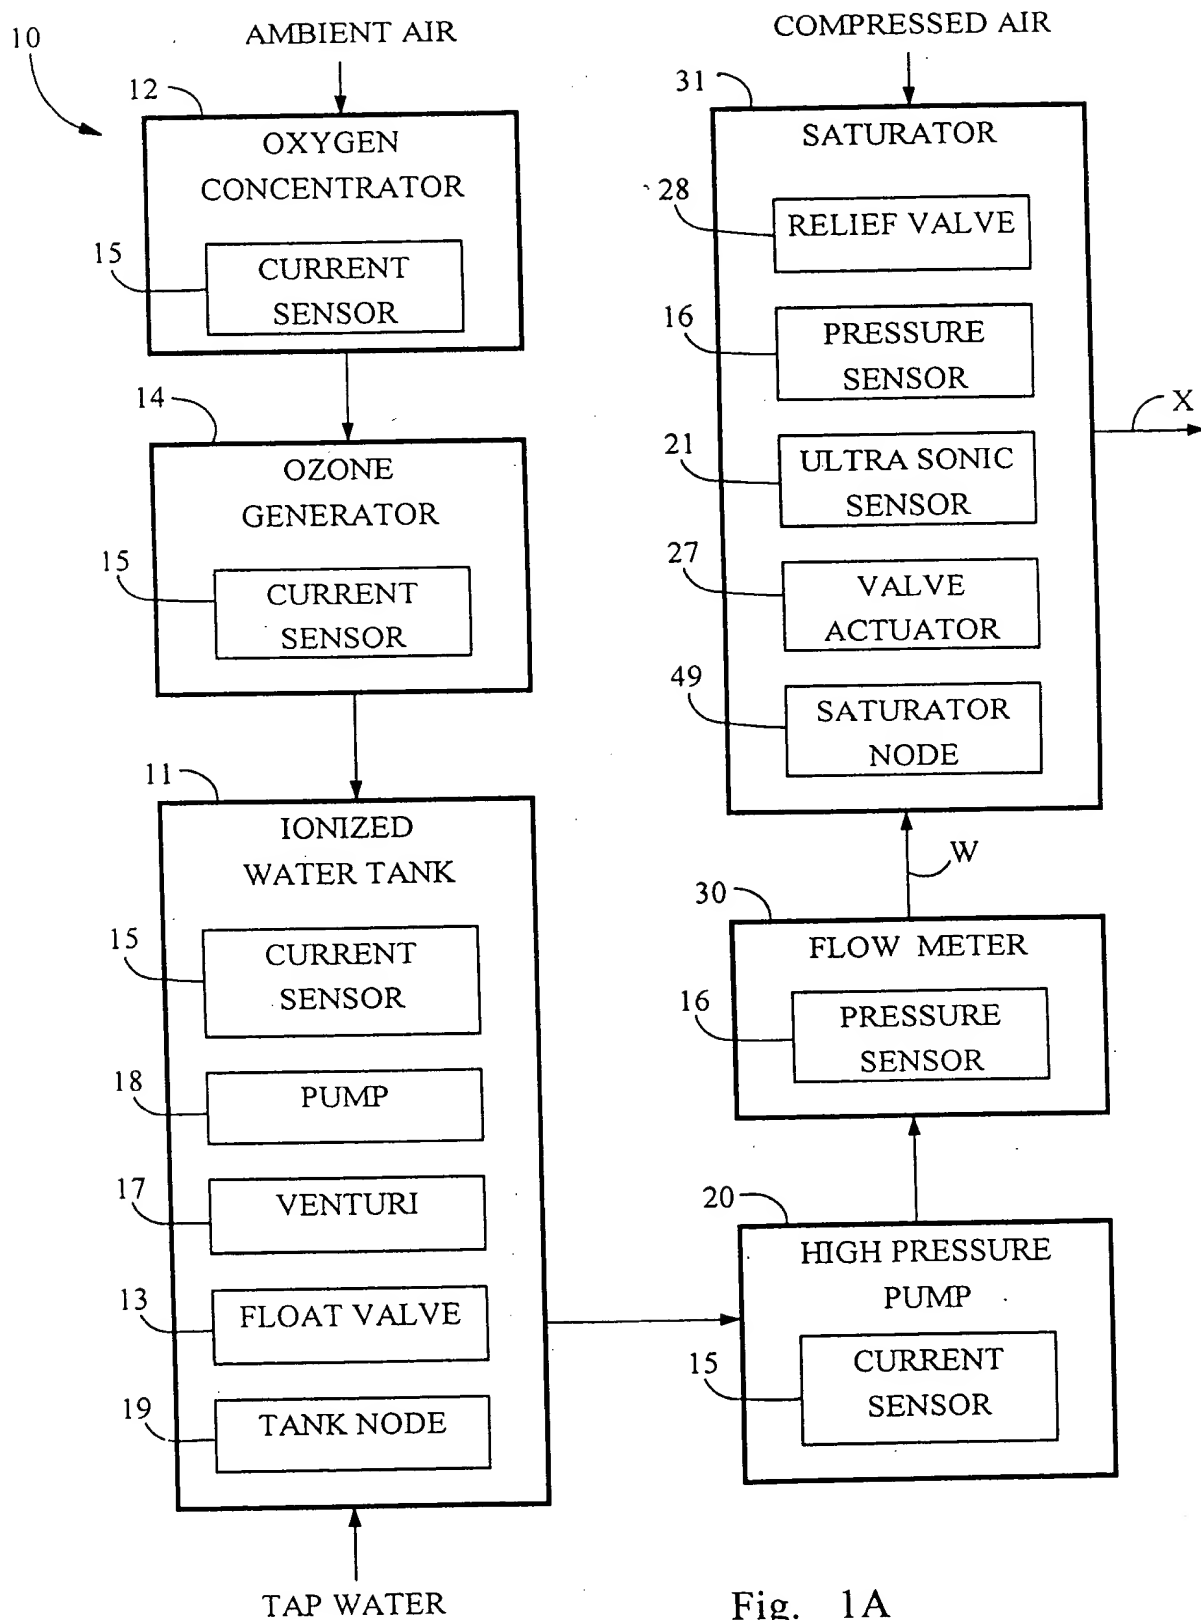 10
AMBIENT AIR
12
OXYGEN
CONCENTRATOR
15
CURRENT
SENSOR
14
OZONE
GENERATOR
15
CURRENT
SENSOR
11
IONIZED
WATER TANK
15
CURRENT
SENSOR
18
PUMP
17
VENTURI
13
FLOAT VALVE
19
TANK NODE
TAP WATER
COMPRESSED AIR
31
SATURATOR
28
RELIEF VALVE
16
PRESSURE
SENSOR
X
21
ULTRA SONIC
SENSOR
27
VALVE
ACTUATOR
49
SATURATOR
NODE
W
30
FLOW METER
16
PRESSURE
SENSOR
20
HIGH PRESSURE
PUMP
15
CURRENT
SENSOR
Fig. 1A